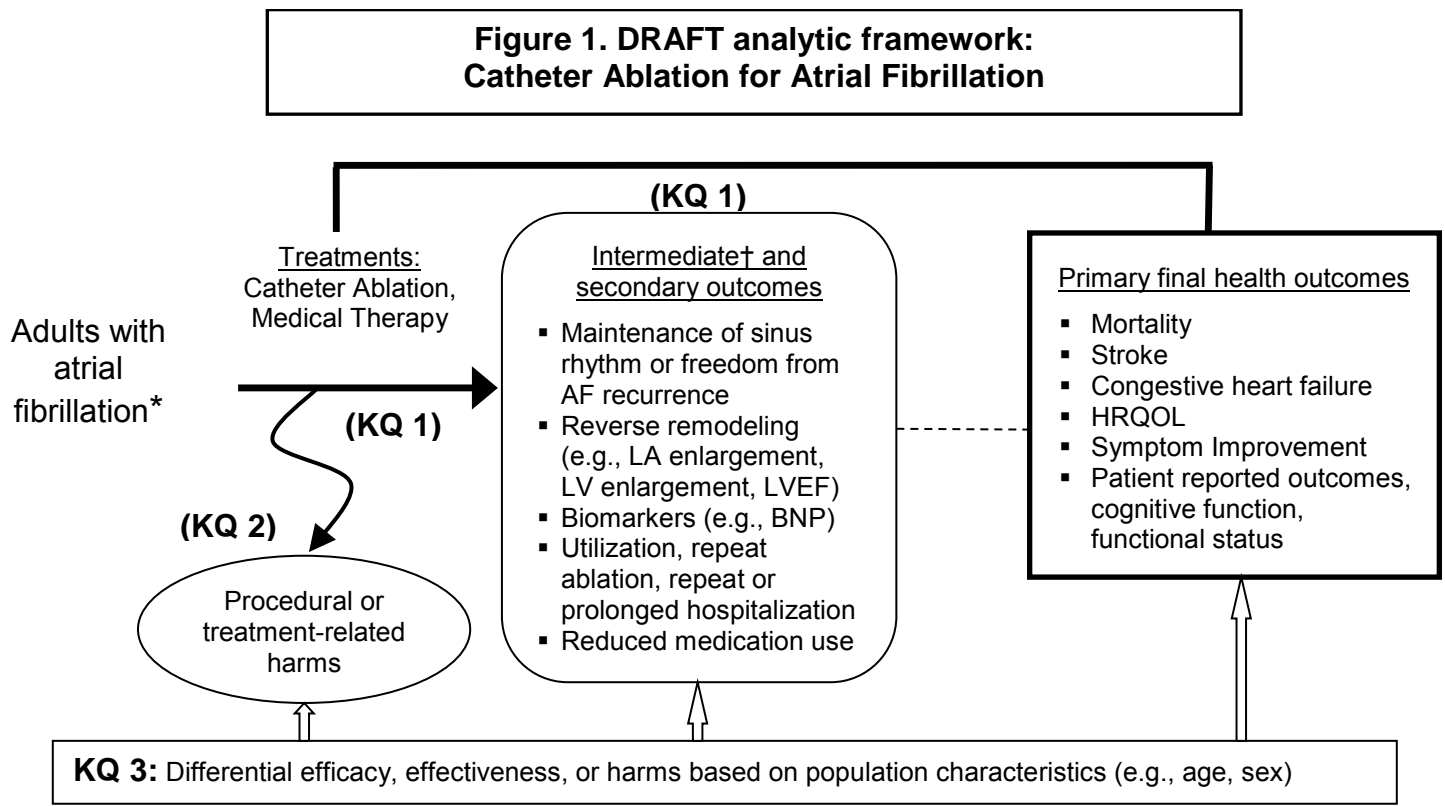 Figure 1. DRAFT analytic framework:
Catheter Ablation for Atrial Fibrillation
(KQ 1)
Treatments:
Catheter Ablation,
Medical Therapy
Adults with
atrial
fibrillation*
(KQ 1)
(KQ 2)
Procedural or
treatment-related
harms
Intermediate† and
secondary outcomes
▪ Maintenance of sinus
rhythm or freedom from
AF recurrence
▪ Reverse remodeling
(e.g., LA enlargement,
LV enlargement, LVEF)
▪ Biomarkers (e.g., BNP)
▪ Utilization, repeat
ablation, repeat or
prolonged hospitalization
▪ Reduced medication use
Primary final health outcomes
▪ Mortality
▪ Stroke
▪ Congestive heart failure
▪ HRQOL
▪ Symptom Improvement
▪ Patient reported outcomes,
cognitive function,
functional status
KQ 3: Differential efficacy, effectiveness, or harms based on population characteristics (e.g., age, sex)